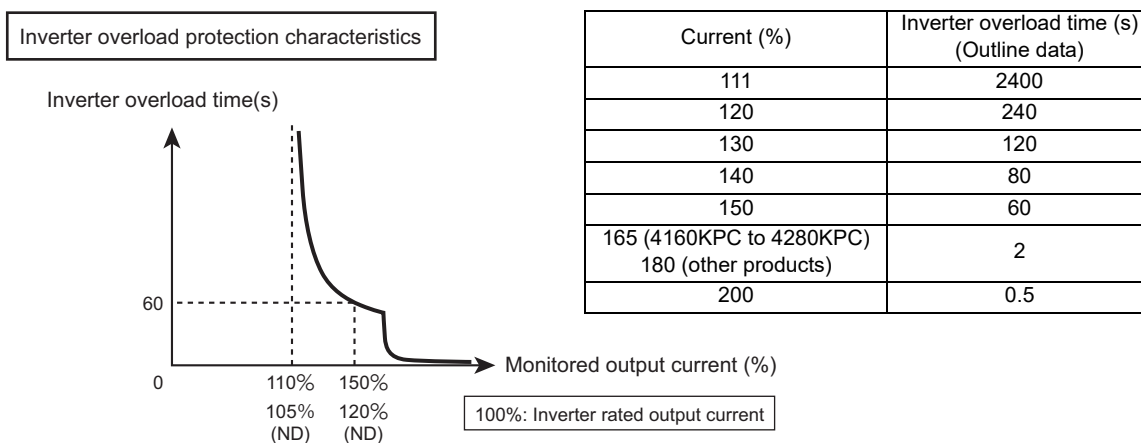 Inverter overload protection characteristics
Inverter overload time(s)
60
0
110%
150%
105%
(ND)
120%
(ND)
Monitored output current (%)
100%: Inverter rated output current
Current (%)
Inverter overload time (s)
(Outline data)
111
2400
120
240
130
120
140
80
150
60
165 (4160KPC to 4280KPC)
180 (other products)
2
200
0.5